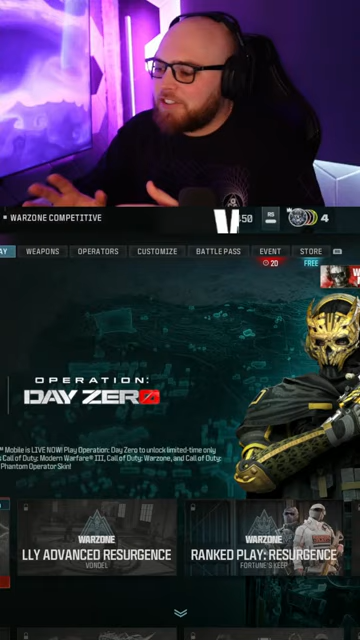 WARZONE COMPETITIVE
:50
RS
4
AY
WEAPONS
OPERATORS
CUSTOMIZE
BATTLE PASS
EVENT
STORE
20
FREE
OPERATION:
DAY ZERO
™ Mobile is LIVE NOW! Play Operation: Day Zero to unlock limited-time only
s Call of Duty: Modern Warfare® III, Call of Duty: Warzone, and Call of Duty:
Phantom Operator Skin!
WARZONE
LLY ADVANCED RESURGENCE
VONDEL
WARZONE
RANKED PLAY: RESURGENCE
FORTUNE'S KEEP